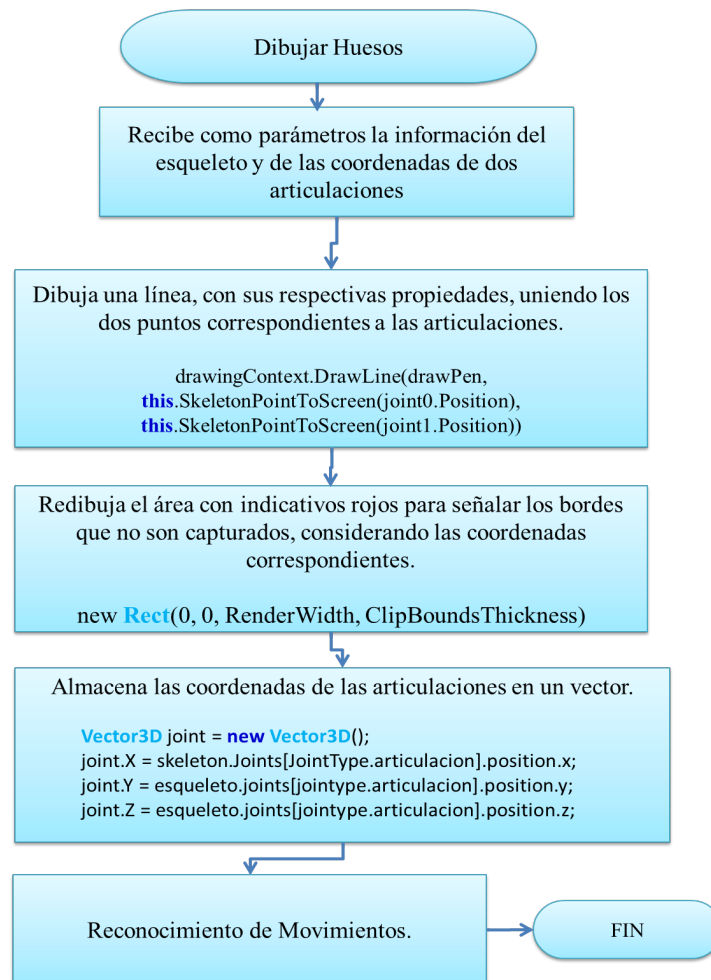 Dibujar Huesos
Recibe como parámetros la información del
esqueleto y de las coordenadas de dos
articulaciones
Dibuja una línea, con sus respectivas propiedades, uniendo los
dos puntos correspondientes a las articulaciones.
drawingContext.DrawLine(drawPen,
this.SkeletonPointToScreen(joint0.Position),
this.SkeletonPointToScreen(joint1.Position))
Redibuja el área con indicativos rojos para señalar los bordes
que no son capturados, considerando las coordenadas
correspondientes.
new Rect(0, 0, RenderWidth, ClipBoundsThickness)
Almacena las coordenadas de las articulaciones en un vector.
Vector3D joint = new Vector3D();
joint.X = skeleton.Joints[JointType.articulacion].position.x;
joint.Y = esqueleto.joints[jointype.articulacion].position.y;
joint.Z = esqueleto.joints[jointype.articulacion].position.z;
Reconocimiento de Movimientos.
FIN